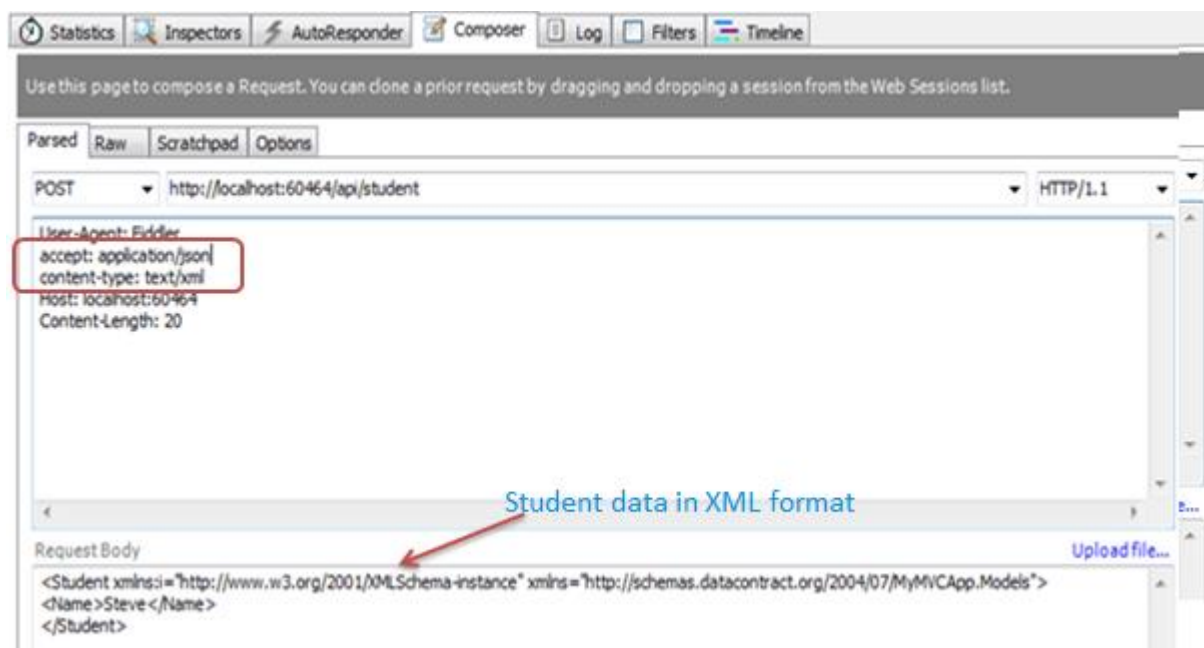 Statistics Inspectors AutoResponder Composer Log Filters Timeline
Use this page to compose a Request. You can clone a prior request by dragging and dropping a session from the Web Sessions list.
Parsed Raw Scratchpad Options
POST http://localhost:60464/api/student HTTP/1.1
User-Agent: Fiddler
accept: application/json
content-type: text/xml
Host: localhost:60464
Content-Length: 20
Student data in XML format
Request Body Upload file...
<Student xmlns:i="http://www.w3.org/2001/XMLSchema-instance" xmlns="http://schemas.datacontract.org/2004/07/MyMVCApp.Models">
<Name>Steve</Name>
</Student>